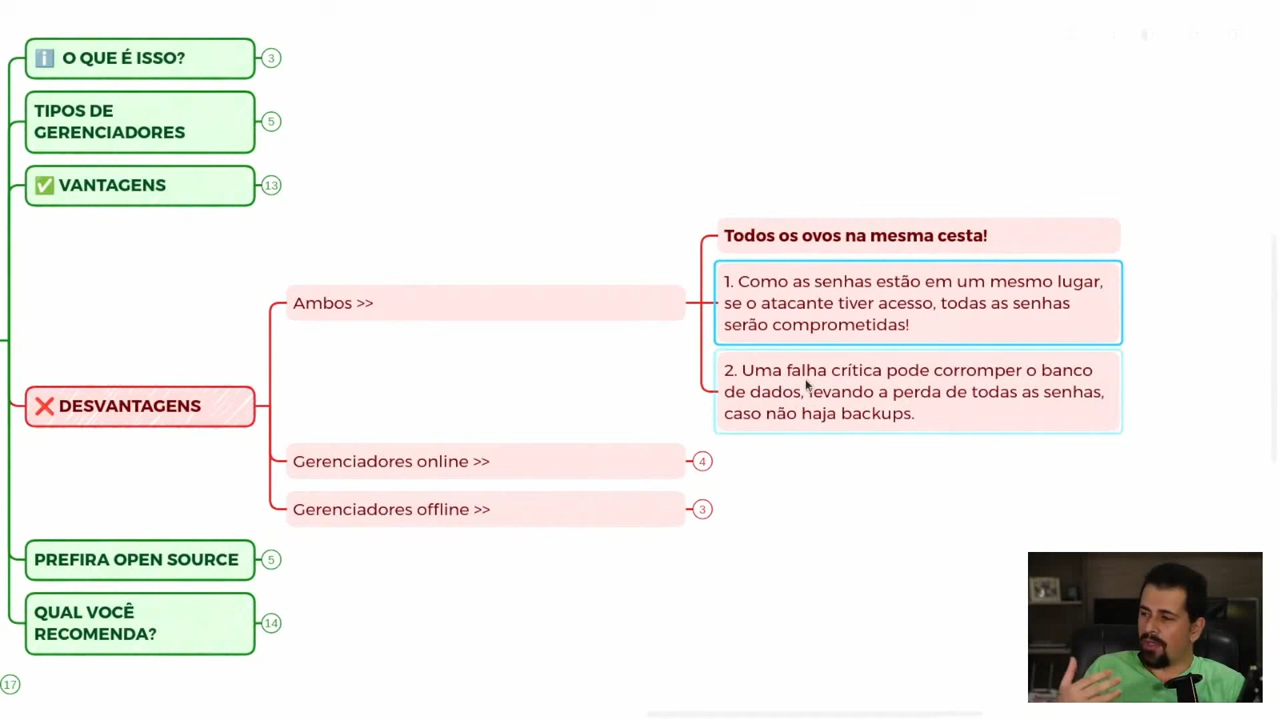 ℹ️ O QUE É ISSO?
3
TIPOS DE
GERENCIADORES
5
✅ VANTAGENS
13
❌ DESVANTAGENS
Ambos >>
Todos os ovos na mesma cesta!
1. Como as senhas estão em um mesmo lugar,
se o atacante tiver acesso, todas as senhas
serão comprometidas!
2. Uma falha crítica pode corromper o banco
de dados, levando a perda de todas as senhas,
caso não haja backups.
Gerenciadores online >>
4
Gerenciadores offline >>
3
PREFIRA OPEN SOURCE
5
QUAL VOCÊ
RECOMENDA?
14
17